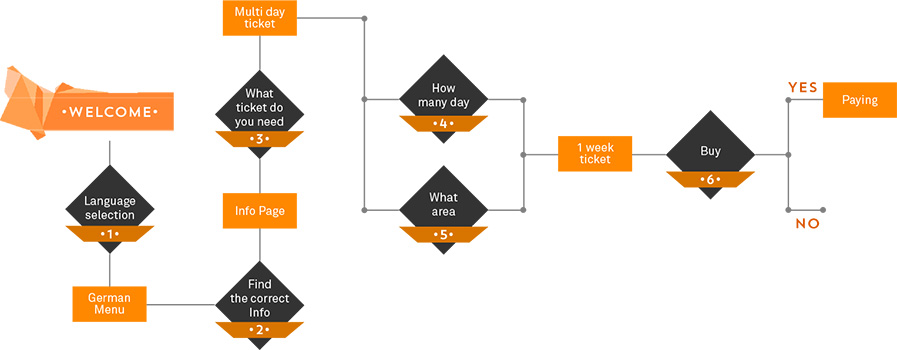 •WELCOME•
Language
selection
•1•
German
Menu
Find
the correct
Info
•2•
Info Page
What
ticket do
you need
•3•
Multi day
ticket
How
many day
•4•
What
area
•5•
1 week
ticket
Buy
•6•
YES
Paying
NO